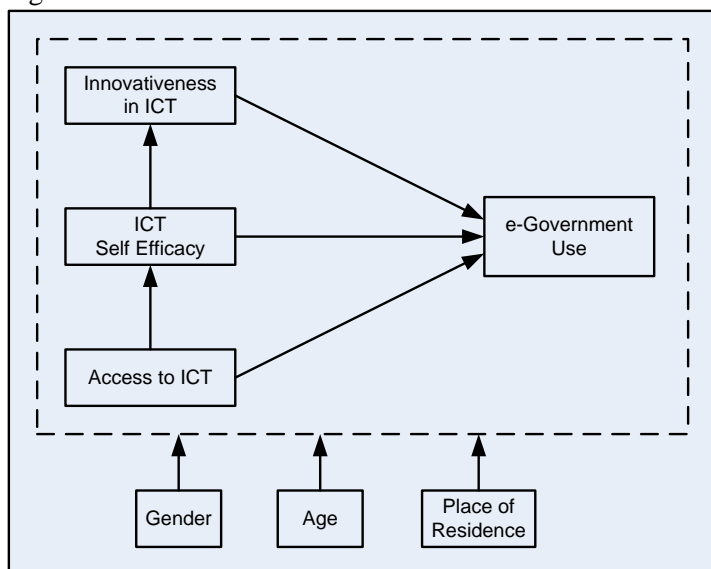 Innovativeness
in ICT
ICT
Self Efficacy
e-Government
Use
Access to ICT
Gender
Age
Place of
Residence